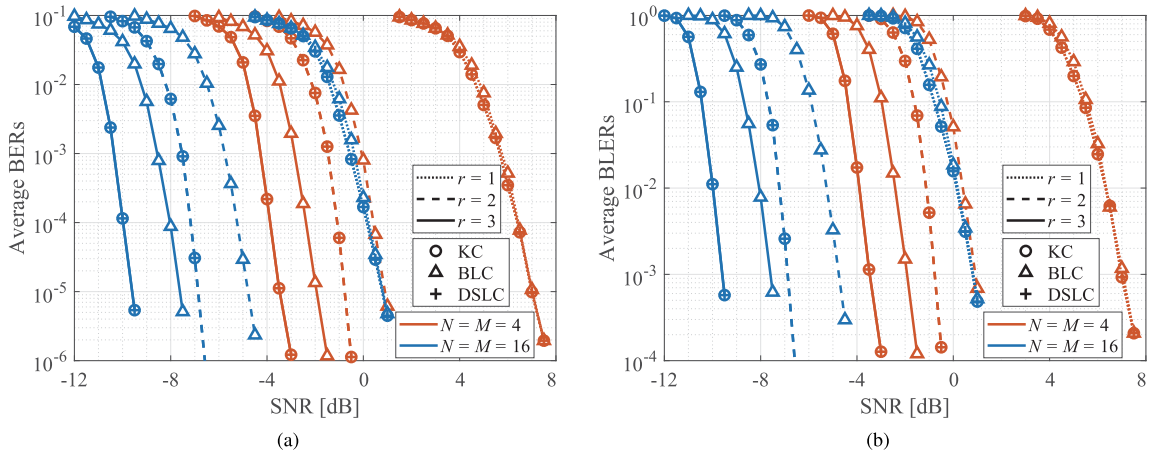 10^-1
10^-2
10^-3
10^-4
10^-5
10^-6
Average BERs
-12 -8 -4 0 4 8
SNR [dB]
r = 1
r = 2
r = 3
KC
BLC
DSLC
N = M = 4
N = M = 16
(a)
10^0
10^-1
10^-2
10^-3
10^-4
Average BLERs
-12 -8 -4 0 4 8
SNR [dB]
r = 1
r = 2
r = 3
KC
BLC
DSLC
N = M = 4
N = M = 16
(b)